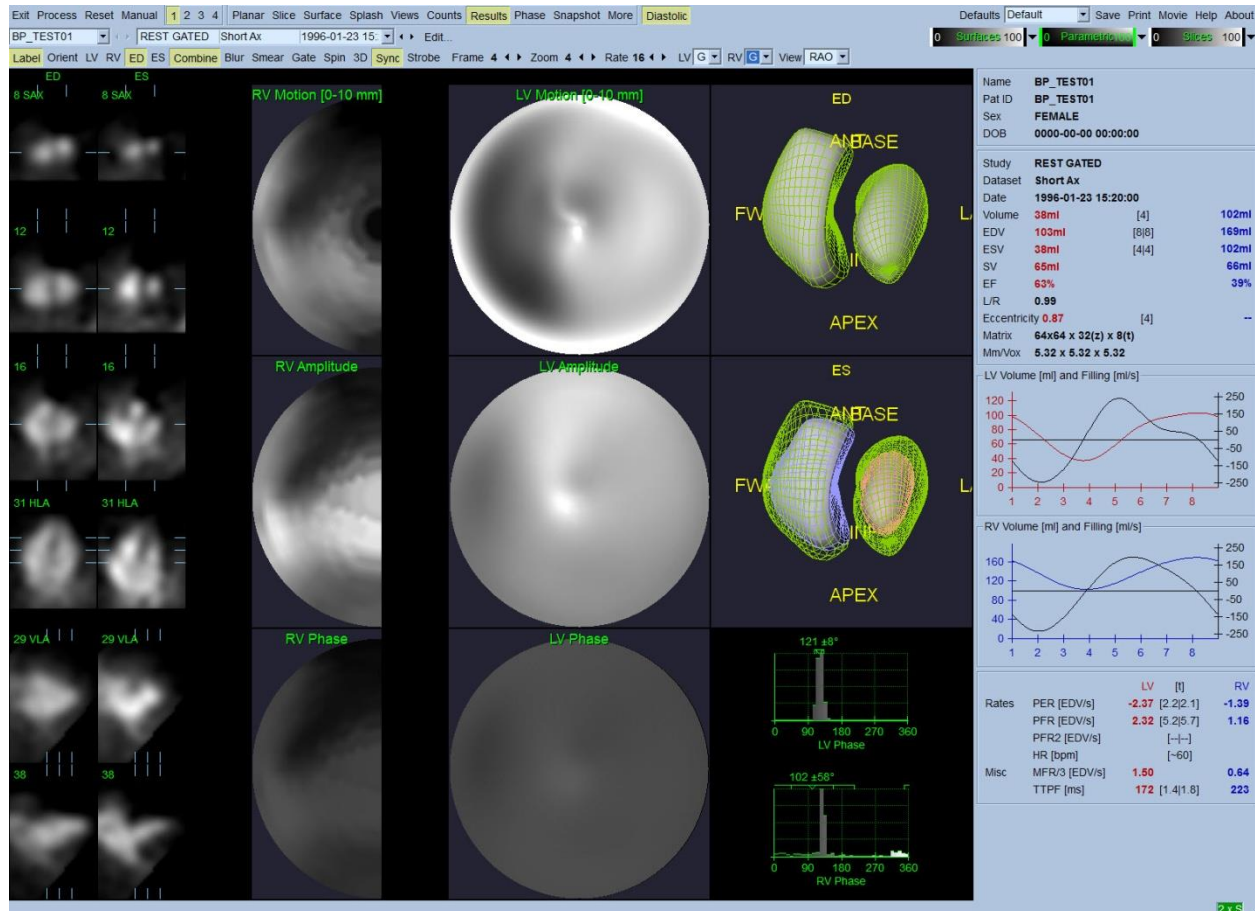 Exit Process Reset Manual 1 2 3 4 Planar Slice Surface Splash Views Counts Results Phase Snapshot More Diastolic Defaults Default Save Print Movie Help About
BP_TEST01 REST GATED Short Ax 1996-01-23 15: Edit... 0 Surfaces 100 0 Parametric 0 Slices 100
Label Orient LV RV ED ES Combine Blur Smear Gate Spin 3D Sync Strobe Frame 4 Zoom 4 Rate 16 LV G RV G View RAO
ED ES
8 SAX 8 SAX
12 12
16 16
31 HLA 31 HLA
29 VLA 29 VLA
38 38
RV Motion [0-10 mm] LV Motion [0-10 mm] ED
ANT BASE
FW
APEX
RV Amplitude LV Amplitude ES
ANT BASE
FW
APEX
RV Phase LV Phase
121 ±8°
0 90 180 270 360
LV Phase
102 ±58°
0 90 180 270 360
RV Phase
Name BP_TEST01
Pat ID BP_TEST01
Sex FEMALE
DOB 0000-00-00 00:00:00
Study REST GATED
Dataset Short Ax
Date 1996-01-23 15:20:00
Volume 38ml [4] 102ml
EDV 103ml [8|8] 169ml
ESV 38ml [4|4] 102ml
SV 65ml 66ml
EF 63% 39%
L/R 0.99
Eccentricity 0.87 [4] --
Matrix 64x64 x 32(z) x 8(t)
Mm/Vox 5.32 x 5.32 x 5.32
LV Volume [ml] and Filling [ml/s]
120 100 80 60 40 20 0
250 150 50 -50 -150 -250
1 2 3 4 5 6 7 8
RV Volume [ml] and Filling [ml/s]
160 120 80 40 0
250 150 50 -50 -150 -250
1 2 3 4 5 6 7 8
LV [t] RV
Rates PER [EDV/s] -2.37 [2.2|2.1] -1.39
PFR [EDV/s] 2.32 [5.2|5.7] 1.16
PFR2 [EDV/s] [--|--]
HR [bpm] [~60]
Misc MFR/3 [EDV/s] 1.50 0.64
TTPF [ms] 172 [1.4|1.8] 223
2 x S